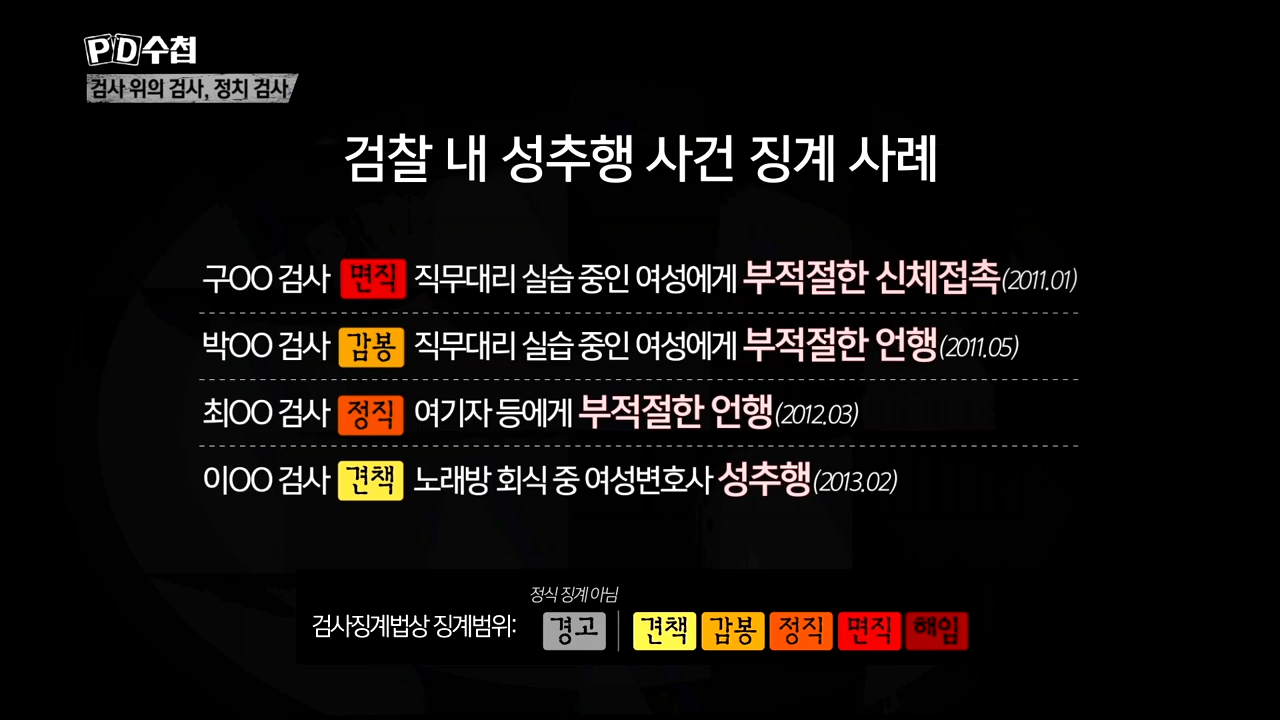 PD수첩
검사 위의 검사, 정치 검사
검찰 내 성추행 사건 징계 사례
구OO 검사 면직 직무대리 실습 중인 여성에게 부적절한 신체접촉(2011.01)
박OO 검사 감봉 직무대리 실습 중인 여성에게 부적절한 언행(2011.05)
최OO 검사 정직 여기자 등에게 부적절한 언행(2012.03)
이OO 검사 견책 노래방 회식 중 여성변호사 성추행(2013.02)
정식 징계 아님
검사징계법상 징계범위: 경고 | 견책 감봉 정직 면직 해임